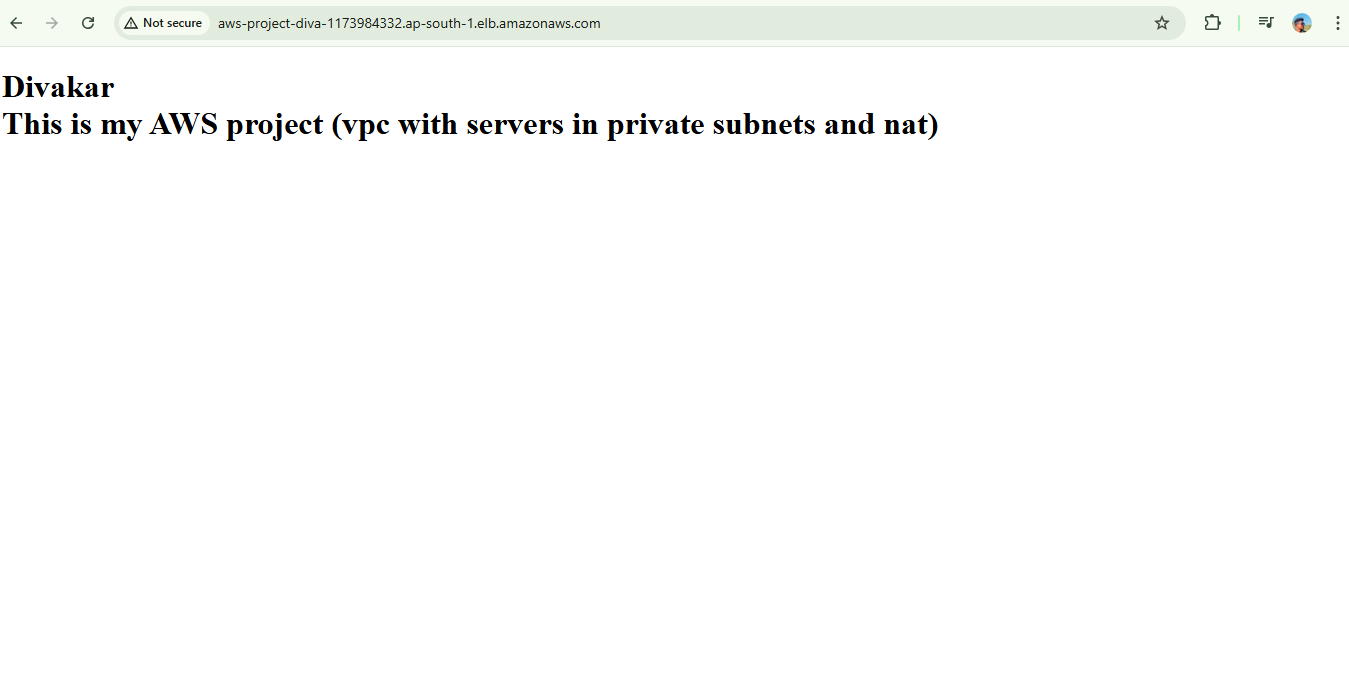 Not secure
aws-project-diva-1173984332.ap-south-1.elb.amazonaws.com
Divakar
This is my AWS project (vpc with servers in private subnets and nat)